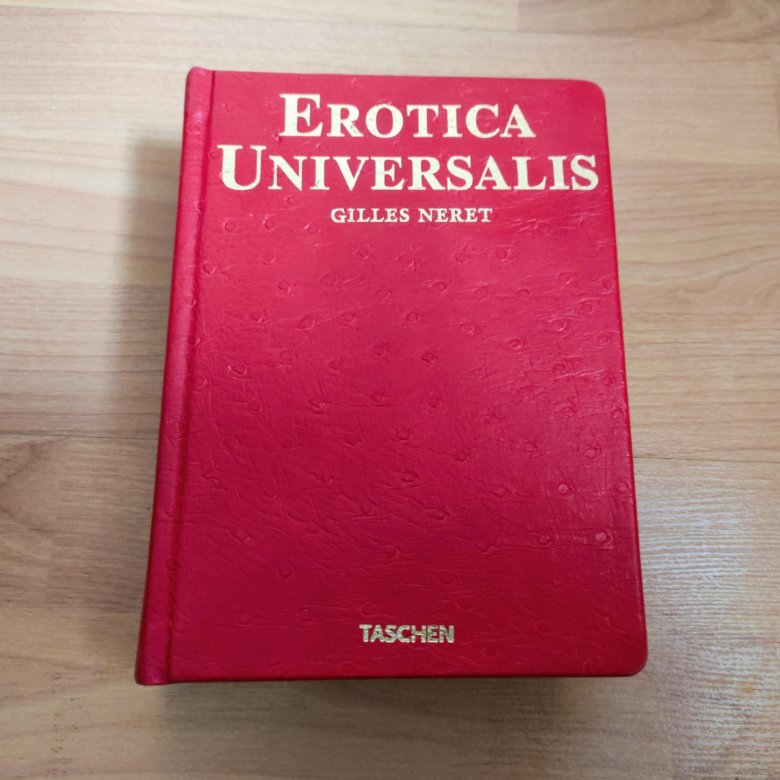 EROTICA
UNIVERSALIS
GILLES NERET
TASCHEN